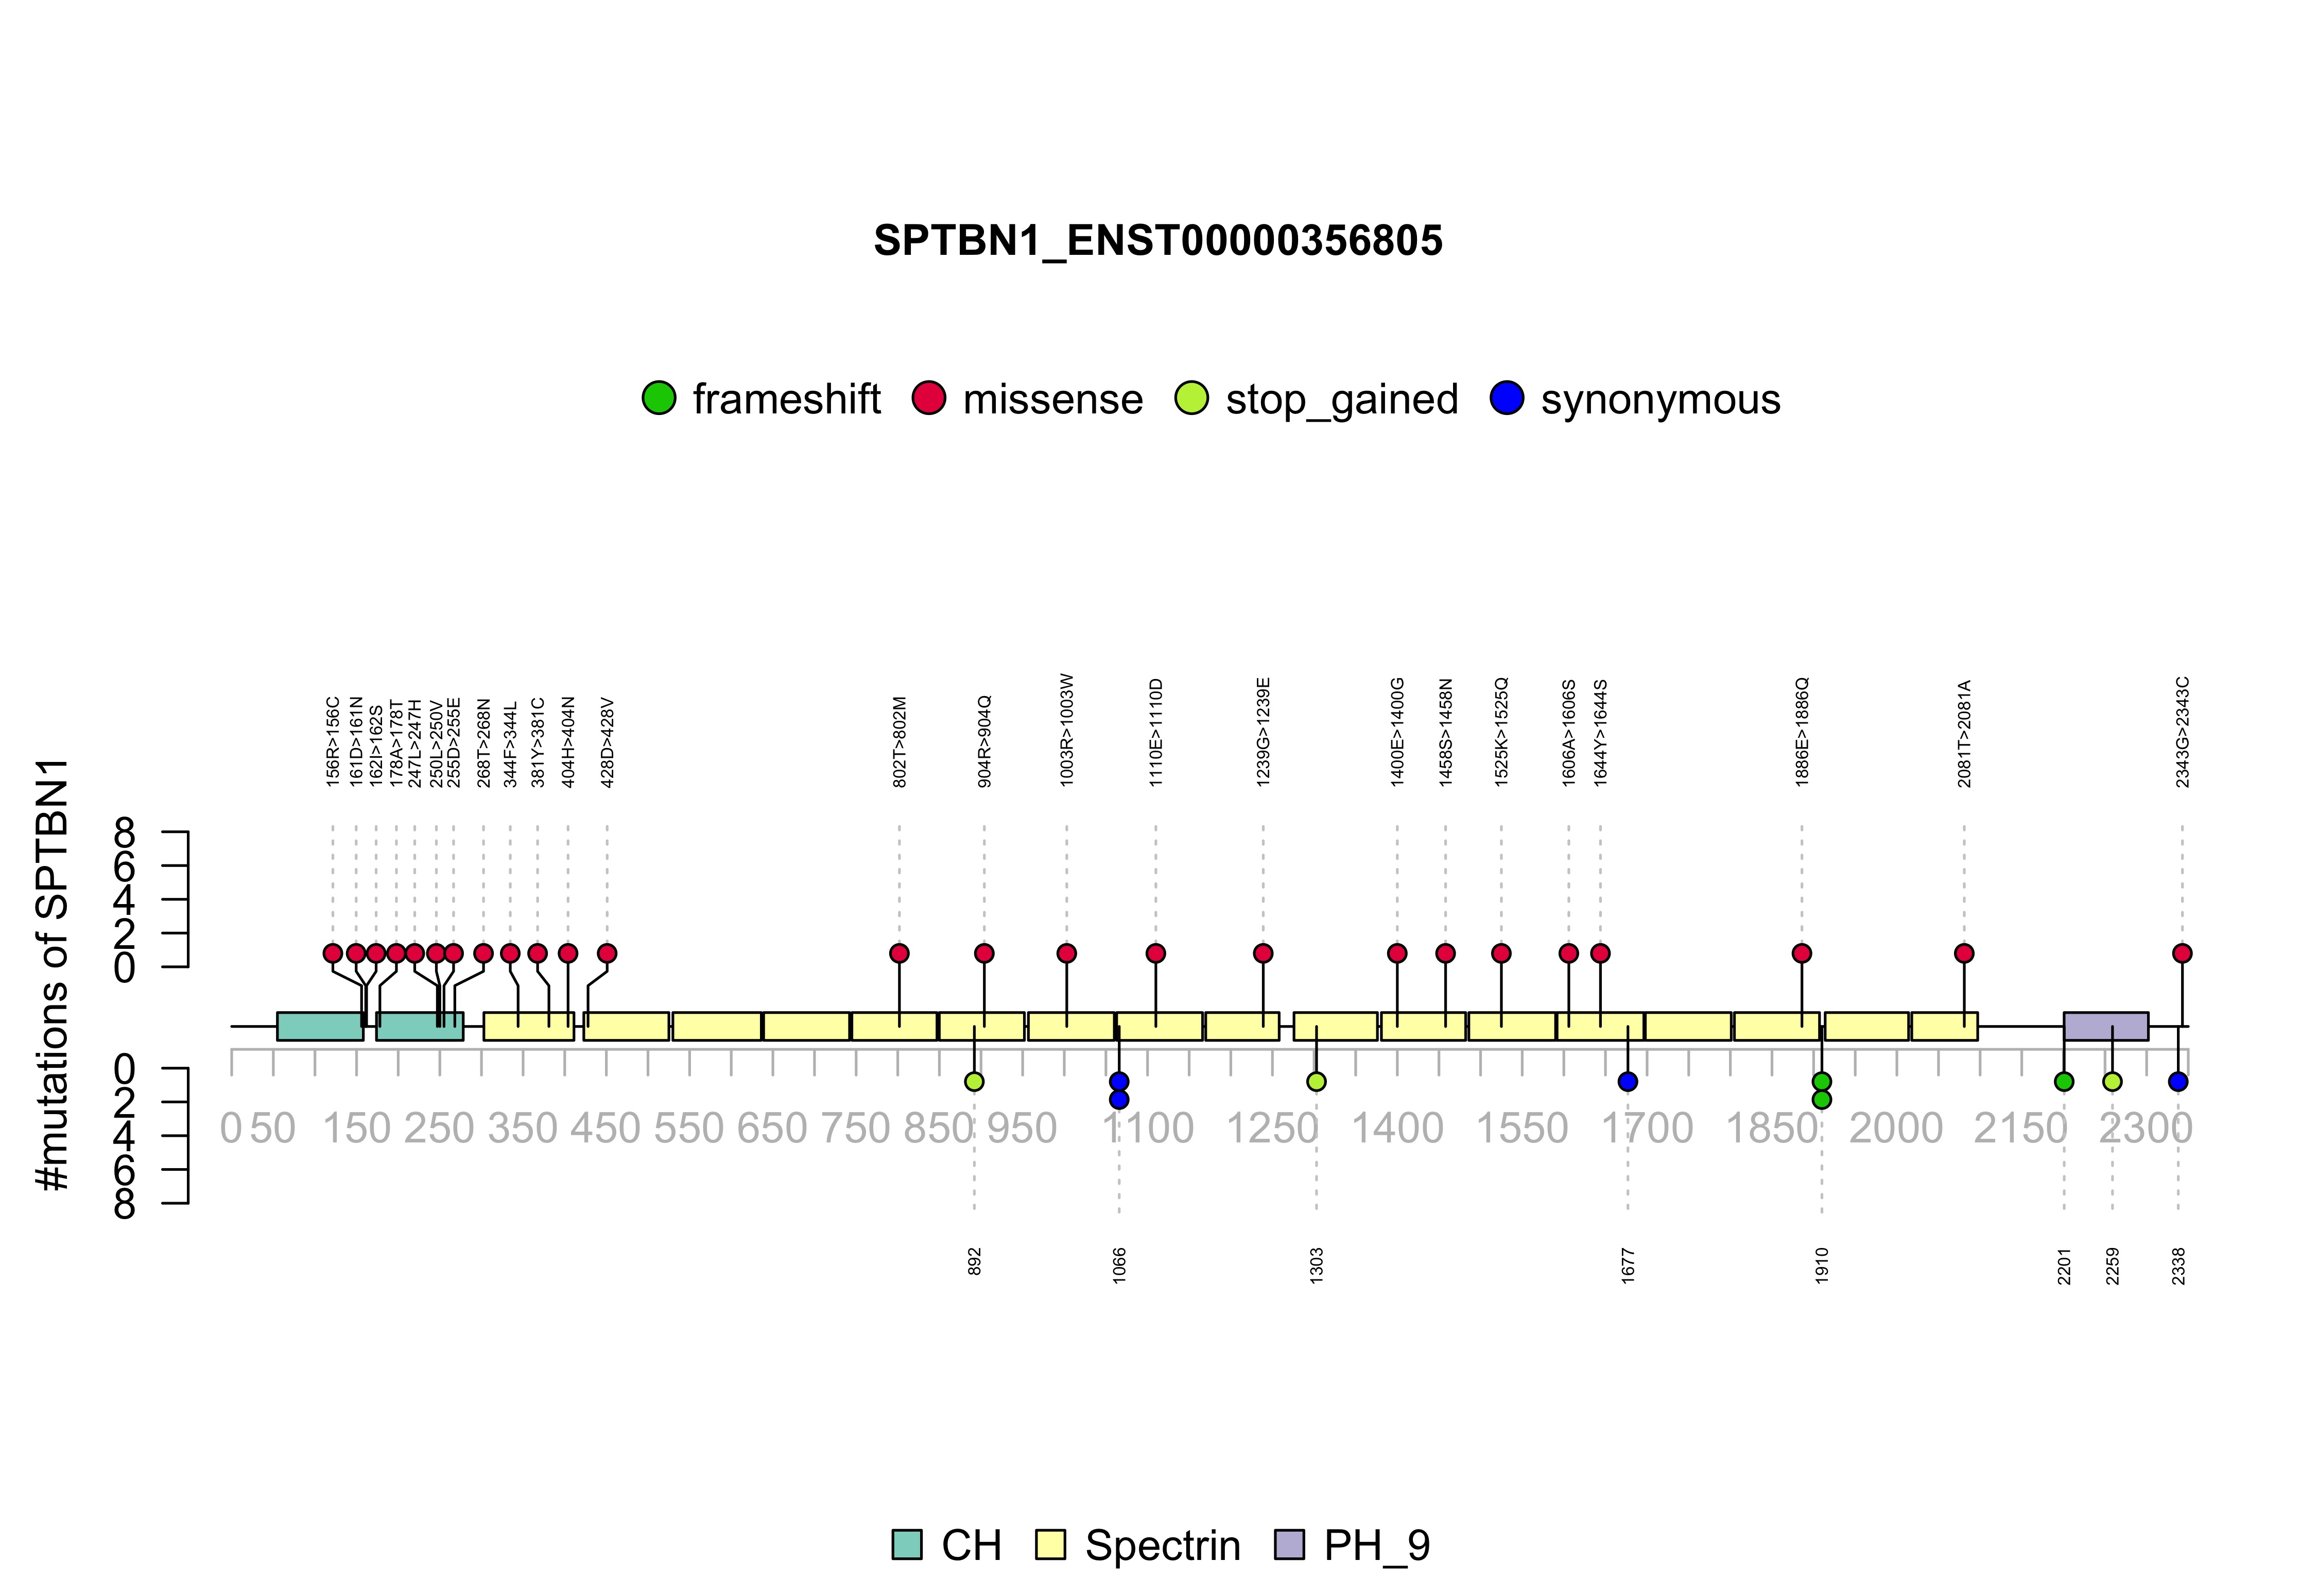 SPTBN1_ENST00000356805
frameshift missense stop_gained synonymous
156R>156C
161D>161N
162I>162S
178A>178T
247L>247H
250L>250V
255D>255E
268T>268N
344F>344L
381Y>381C
404H>404N
428D>428V
802T>802M
904R>904Q
1003R>1003W
1110E>1110D
1239G>1239E
1400E>1400G
1458S>1458N
1525K>1525Q
1606A>1606S
1644Y>1644S
1886E>1886Q
2081T>2081A
2343G>2343C
#mutations of SPTBN1
8
6
4
2
0
0
2
4
6
8
0 50 150 250 350 450 550 650 750 850 950 1100 1250 1400 1550 1700 1850 2000 2150 2300
892
1066
1303
1677
1910
2201
2259
2338
CH Spectrin PH_9